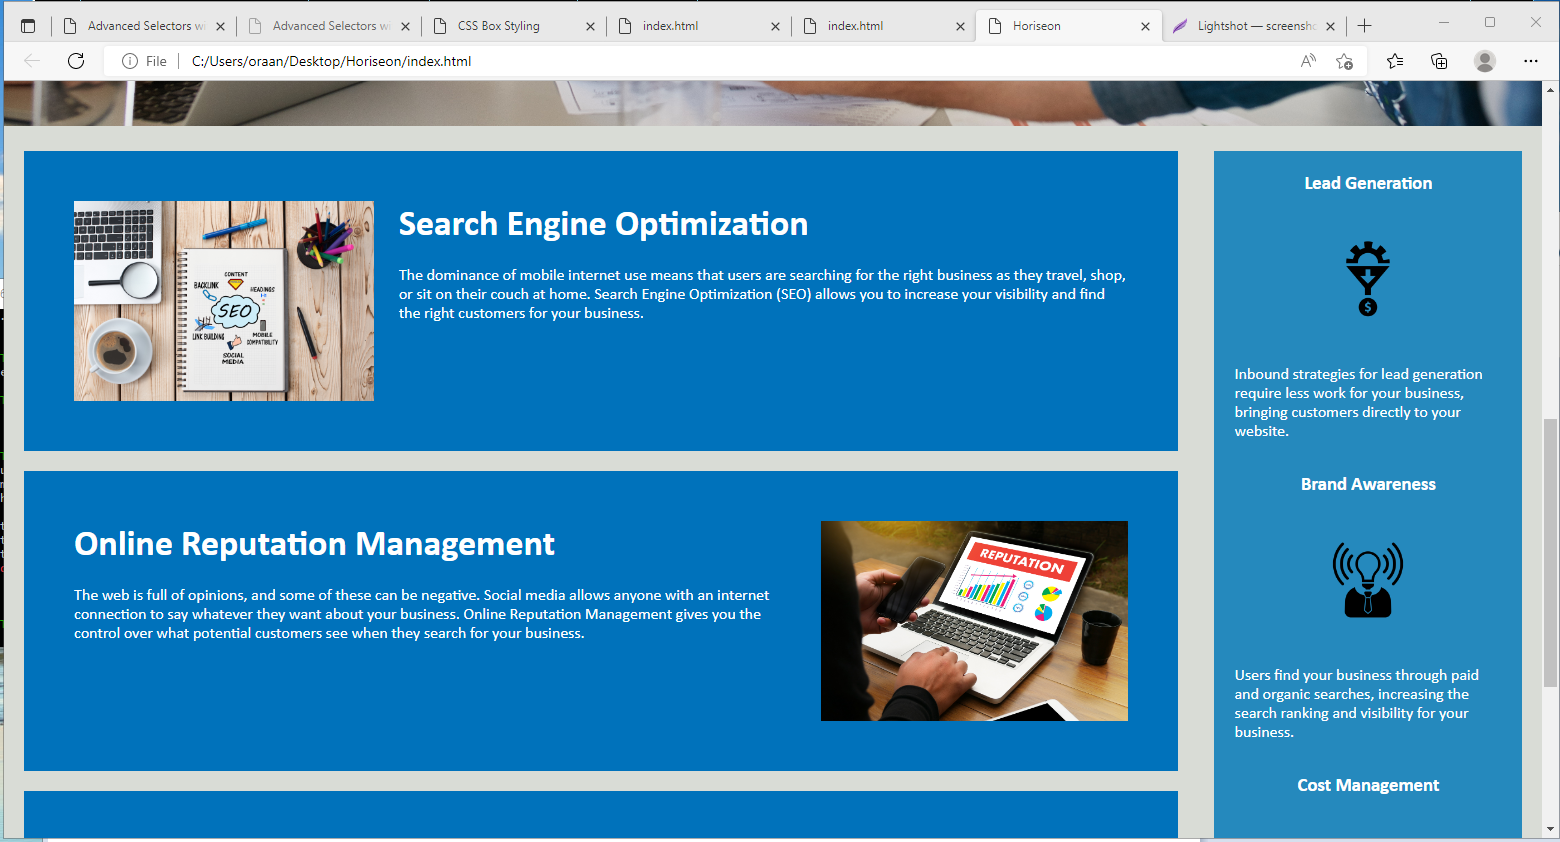 Advanced Selectors wi
Advanced Selectors wi
CSS Box Styling
index.html
index.html
Horiseon
Lightshot — screensho
File
C:/Users/oraan/Desktop/Horiseon/index.html
Search Engine Optimization
The dominance of mobile internet use means that users are searching for the right business as they travel, shop,
or sit on their couch at home. Search Engine Optimization (SEO) allows you to increase your visibility and find
the right customers for your business.
CONTENT
BACKLINK
HEADINGS
SEO
LINK BUILDING
MOBILE
COMPATIBILITY
SOCIAL
MEDIA
Online Reputation Management
The web is full of opinions, and some of these can be negative. Social media allows anyone with an internet
connection to say whatever they want about your business. Online Reputation Management gives you the
control over what potential customers see when they search for your business.
REPUTATION
Lead Generation
$
Inbound strategies for lead generation
require less work for your business,
bringing customers directly to your
website.
Brand Awareness
Users find your business through paid
and organic searches, increasing the
search ranking and visibility for your
business.
Cost Management